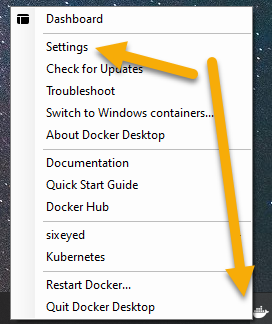 Dashboard
Settings
Check for Updates
Troubleshoot
Switch to Windows containers...
About Docker Desktop
Documentation
Quick Start Guide
Docker Hub
sixeyed
Kubernetes
Restart Docker...
Quit Docker Desktop